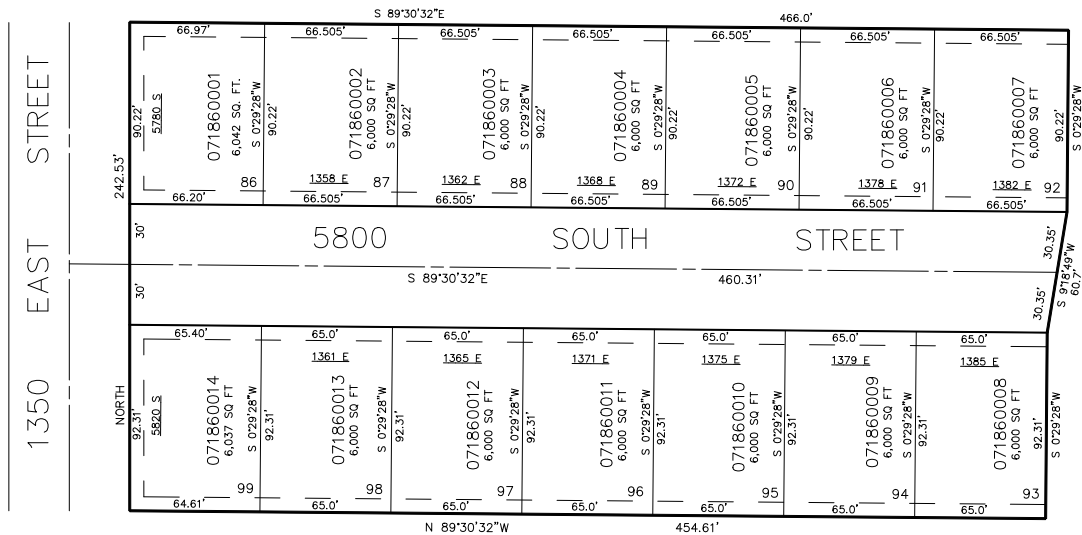 S 89°30'32"E 466.0'
66.97' 66.505' 66.505' 66.505' 66.505' 66.505' 66.505'
1350 EAST STREET
242.53'
NORTH
90.22'
5780 S
071860001
6,042 SQ. FT.
S 0°29'28"W
90.22'
071860002
6,000 SQ FT
S 0°29'28"W
90.22'
071860003
6,000 SQ FT
S 0°29'28"W
90.22'
071860004
6,000 SQ FT
S 0°29'28"W
90.22'
071860005
6,000 SQ FT
S 0°29'28"W
90.22'
071860006
6,000 SQ FT
S 0°29'28"W
90.22'
071860007
6,000 SQ FT
90.22'
S 0°29'28"W
86 1358 E 87 1362 E 88 1368 E 89 1372 E 90 1378 E 91 1382 E 92
66.20' 66.505' 66.505' 66.505' 66.505' 66.505' 66.505'
30'
5800 SOUTH STREET
30.35'
S 89°30'32"E 460.31'
S 9°18'49"W
60.7'
30'
30.35'
65.40' 65.0' 65.0' 65.0' 65.0' 65.0' 65.0'
1361 E 1365 E 1371 E 1375 E 1379 E 1385 E
92.31'
5820 S
071860014
6,037 SQ FT
S 0°29'28"W
92.31'
071860013
6,000 SQ FT
S 0°29'28"W
92.31'
071860012
6,000 SQ FT
S 0°29'28"W
92.31'
071860011
6,000 SQ FT
S 0°29'28"W
92.31'
071860010
6,000 SQ FT
S 0°29'28"W
92.31'
071860009
6,000 SQ FT
S 0°29'28"W
92.31'
071860008
6,000 SQ FT
92.31'
S 0°29'28"W
99 98 97 96 95 94 93
64.61' 65.0' 65.0' 65.0' 65.0' 65.0' 65.0'
N 89°30'32"W 454.61'